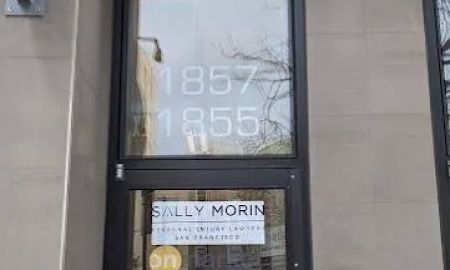 1857
1855
SALLY MORIN
PERSONAL INJURY LAWYERS
SAN FRANCISCO
on